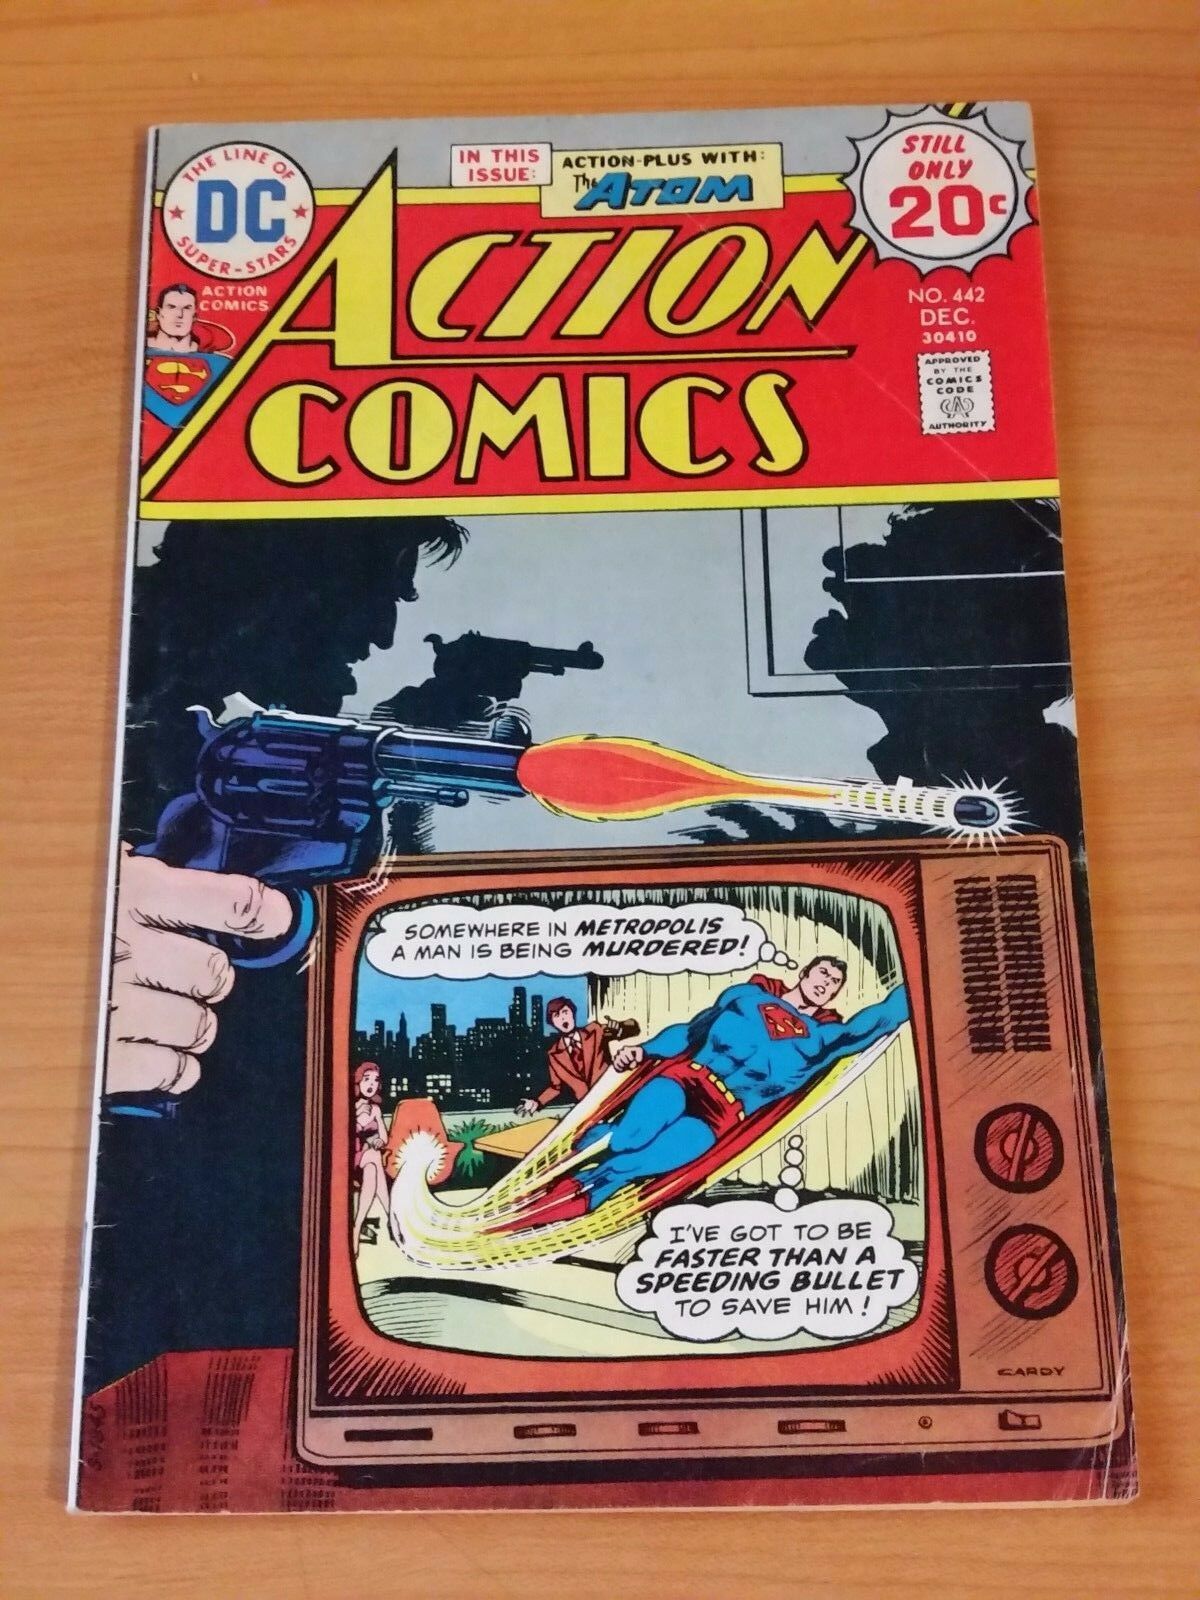 THE LINE OF
DC
SUPER-STARS
IN THIS
ISSUE:
ACTION-PLUS WITH:
The ATOM
STILL
ONLY
20¢
ACTION
COMICS
ACTION
COMICS
NO. 442
DEC.
30410
APPROVED
BY THE
COMICS
CODE
AUTHORITY
SOMEWHERE IN METROPOLIS
A MAN IS BEING MURDERED!
I'VE GOT TO BE
FASTER THAN A
SPEEDING BULLET
TO SAVE HIM!
CARDY